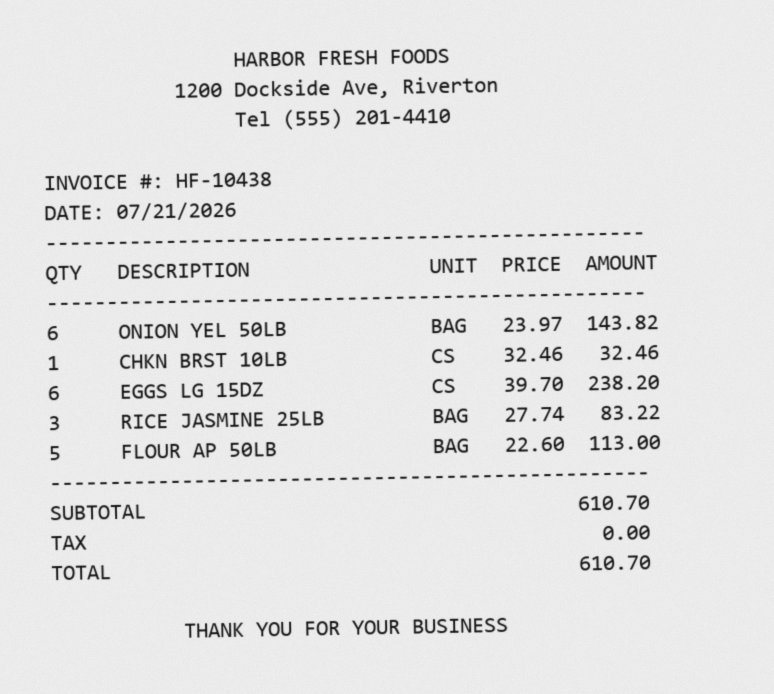 HARBOR FRESH FOODS
1200 Dockside Ave, Riverton
Tel (555) 201-4410
INVOICE #: HF-10438
DATE: 07/21/2026
--------------------------------------------------
QTY   DESCRIPTION               UNIT  PRICE  AMOUNT
--------------------------------------------------
6     ONION YEL 50LB            BAG   23.97  143.82
1     CHKN BRST 10LB            CS    32.46   32.46
6     EGGS LG 15DZ              CS    39.70  238.20
3     RICE JASMINE 25LB         BAG   27.74   83.22
5     FLOUR AP 50LB             BAG   22.60  113.00
--------------------------------------------------
SUBTOTAL                                    610.70
TAX                                           0.00
TOTAL                                       610.70
THANK YOU FOR YOUR BUSINESS